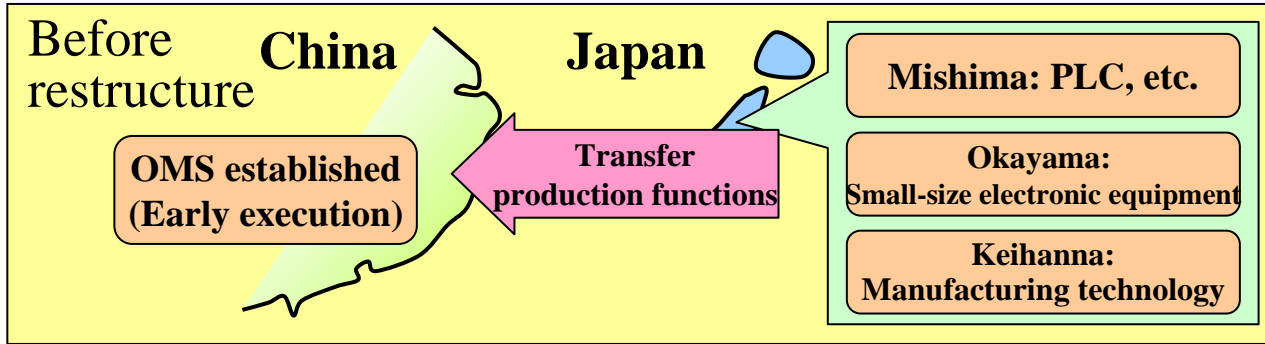 Before
restructure
China
Japan
OMS established
(Early execution)
Transfer
production functions
Mishima: PLC, etc.
Okayama:
Small-size electronic equipment
Keihanna:
Manufacturing technology